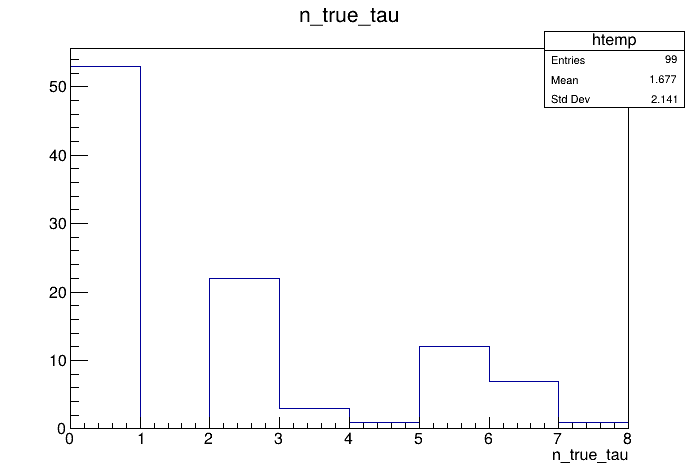 n_true_tau
htemp
Entries 99
Mean 1.677
Std Dev 2.141
50
40
30
20
10
0
0 1 2 3 4 5 6 7 8
n_true_tau